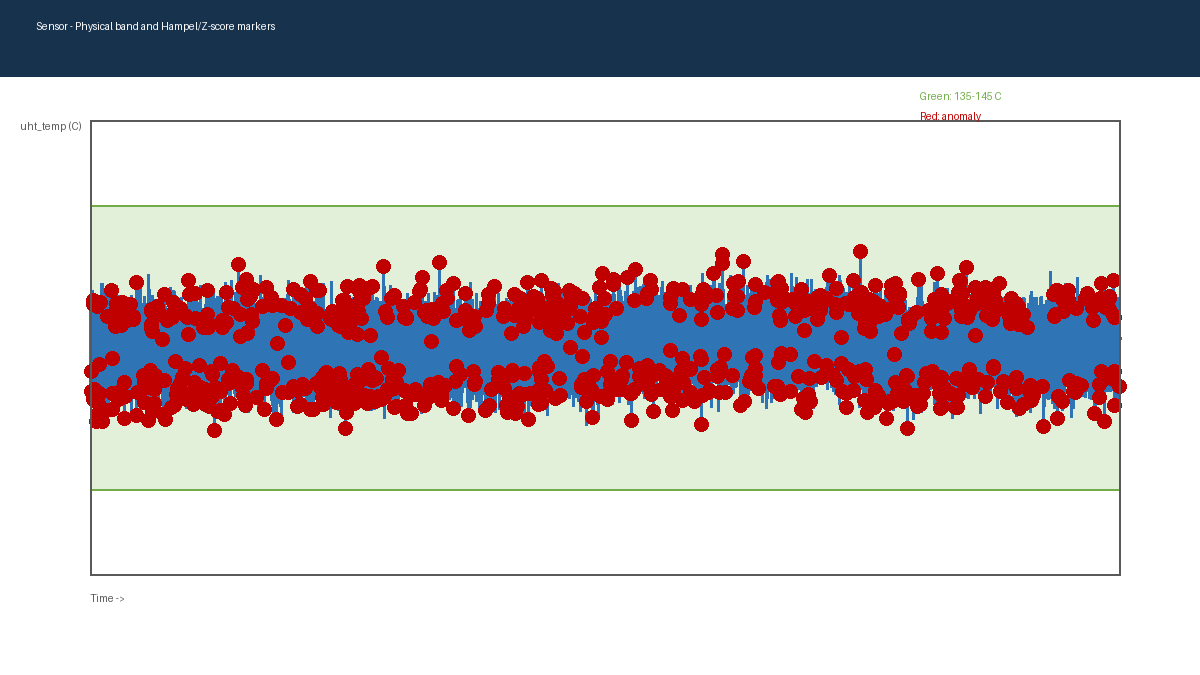 Sensor - Physical band and Hampel/Z-score markers
Green: 135-145 C
Red: anomaly
uht_temp (C)
Time ->